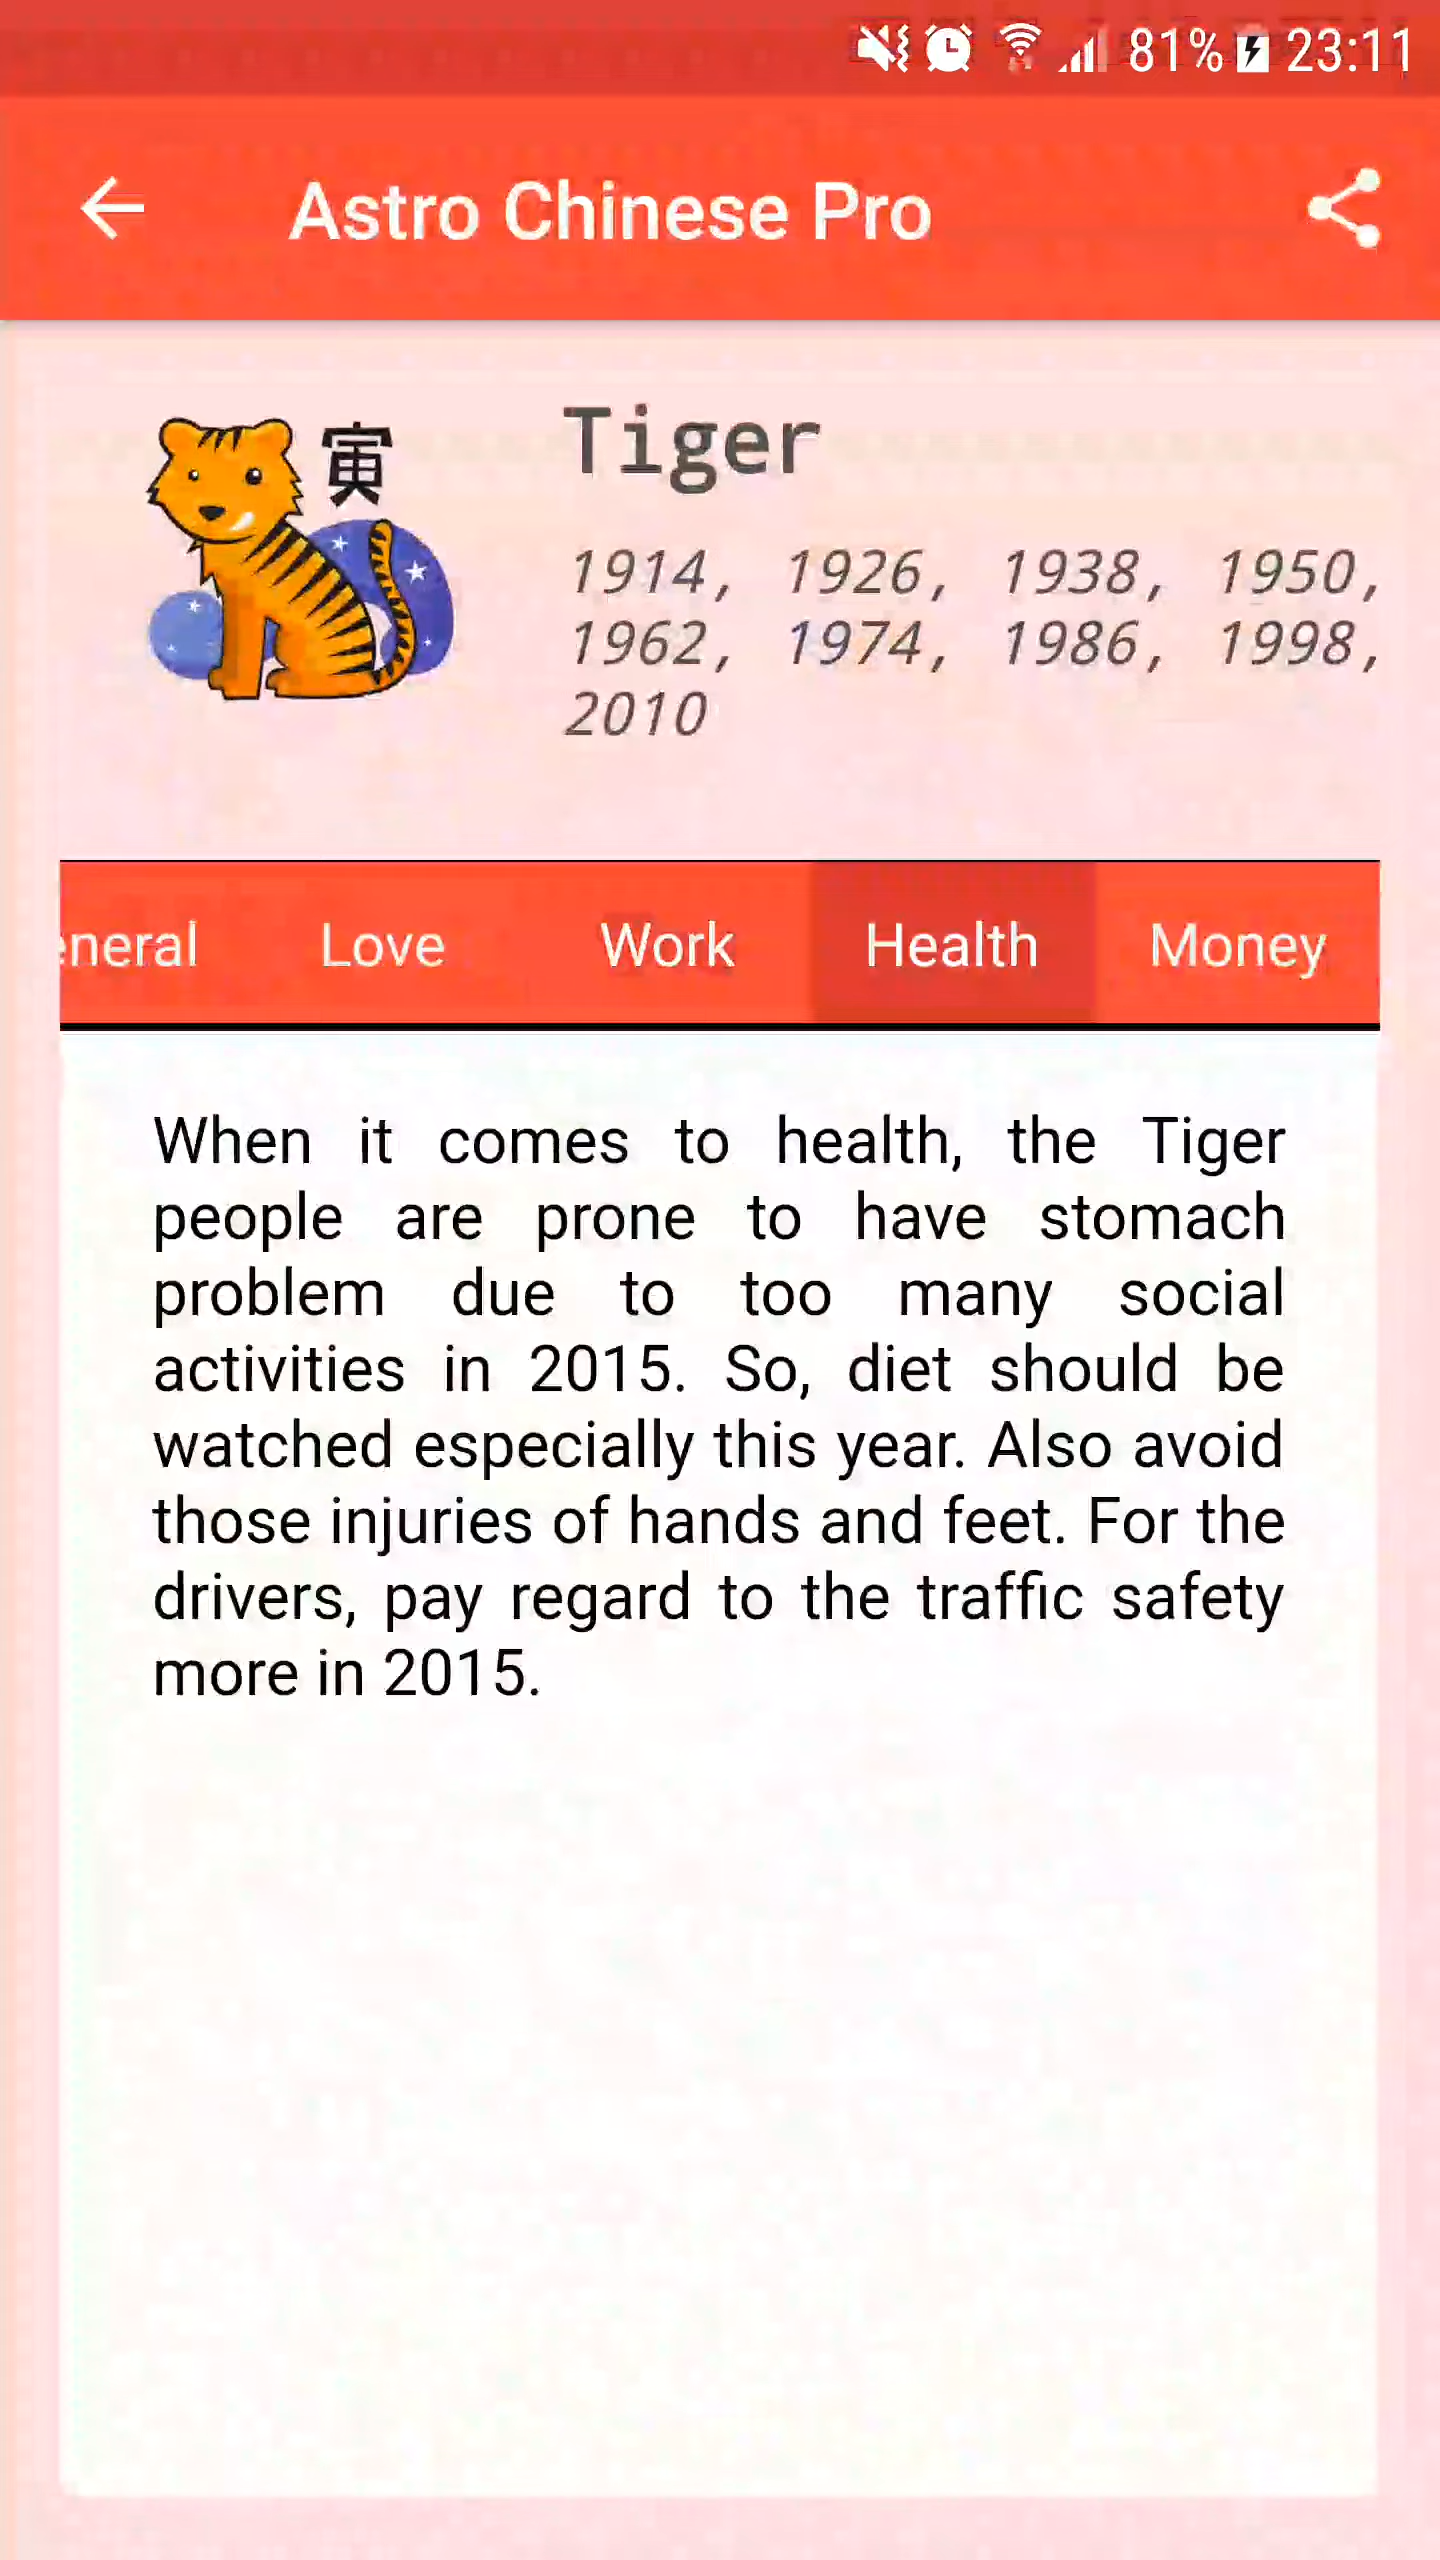 81% 23:11
Astro Chinese Pro
寅
Tiger
1914, 1926, 1938, 1950,
1962, 1974, 1986, 1998,
2010
eneral Love Work Health Money
When it comes to health, the Tiger
people are prone to have stomach
problem due to too many social
activities in 2015. So, diet should be
watched especially this year. Also avoid
those injuries of hands and feet. For the
drivers, pay regard to the traffic safety
more in 2015.